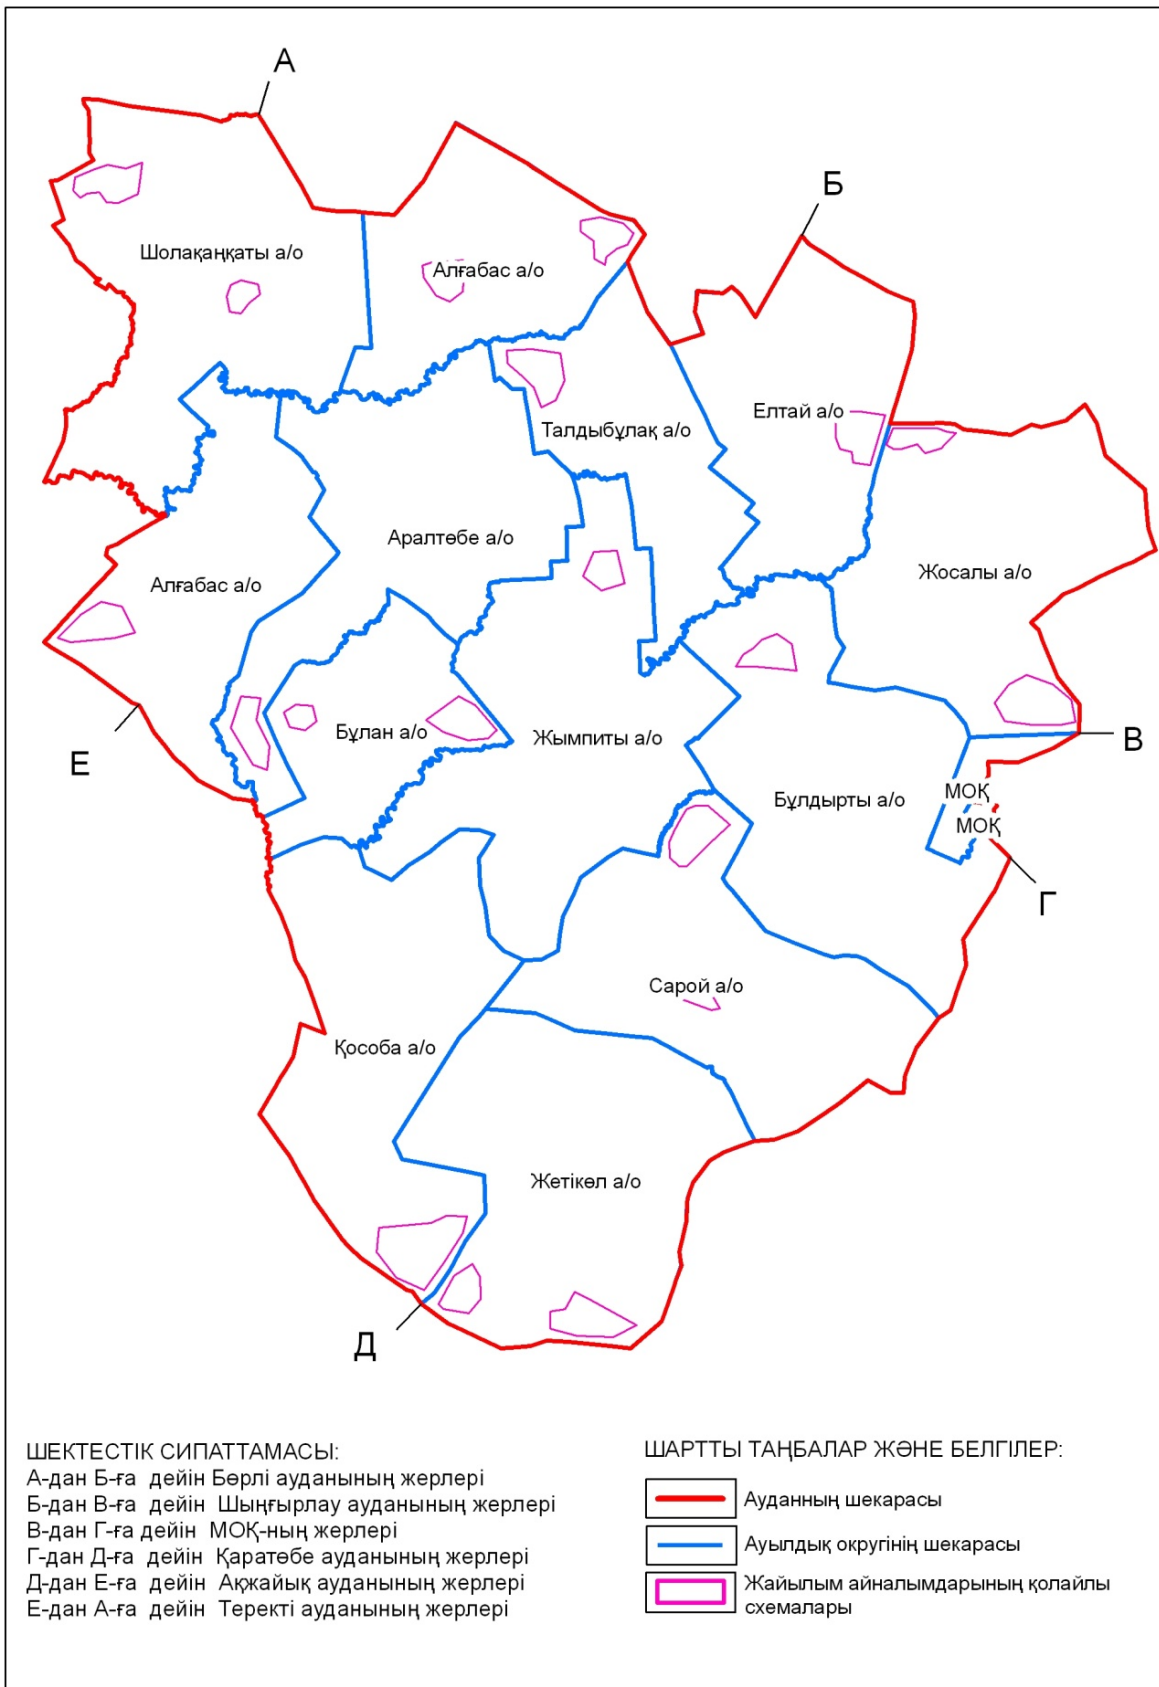 А
Б
Шолақаңқаты а/о
Алғабас а/о
Елтай а/о
Талдыбұлақ а/о
Аралтөбе а/о
Жосалы а/о
Алғабас а/о
Бұлан а/о
Жымпиты а/о
Е
В
Бұлдырты а/о
МОҚ
МОҚ
Г
Сарой а/о
Қособа а/о
Жетікөл а/о
Д
ШЕКТЕСТІК СИПАТТАМАСЫ:
А-дан Б-ға дейін Бөрлі ауданының жерлері
Б-дан В-ға дейін Шыңғырлау ауданының жерлері
В-дан Г-ға дейін МОҚ-ның жерлері
Г-дан Д-ға дейін Қаратөбе ауданының жерлері
Д-дан Е-ға дейін Ақжайық ауданының жерлері
Е-дан А-ға дейін Теректі ауданының жерлері
ШАРТТЫ ТАҢБАЛАР ЖӘНЕ БЕЛГІЛЕР:
Ауданның шекарасы
Ауылдық округінің шекарасы
Жайылым айналымдарының қолайлы
схемалары